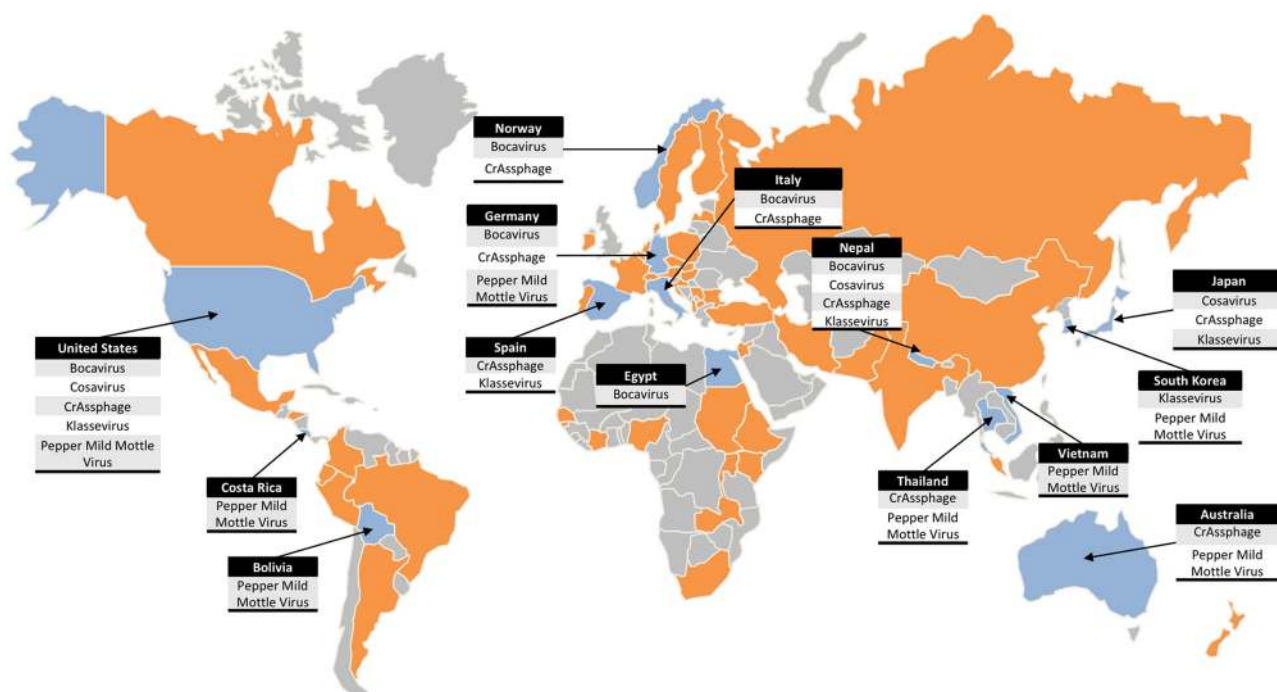 Norway
Bocavirus
CrAssphage
Italy
Bocavirus
CrAssphage
Germany
Bocavirus
CrAssphage
Pepper Mild
Mottle Virus
Nepal
Bocavirus
Cosavirus
CrAssphage
Klassevirus
Japan
Cosavirus
CrAssphage
Klassevirus
United States
Bocavirus
Cosavirus
CrAssphage
Klassevirus
Pepper Mild Mottle
Virus
Spain
CrAssphage
Klassevirus
Egypt
Bocavirus
South Korea
Klassevirus
Pepper Mild
Mottle Virus
Vietnam
Pepper Mild
Mottle Virus
Thailand
CrAssphage
Pepper Mild
Mottle Virus
Costa Rica
Pepper Mild
Mottle Virus
Australia
CrAssphage
Pepper Mild
Mottle Virus
Bolivia
Pepper Mild
Mottle Virus